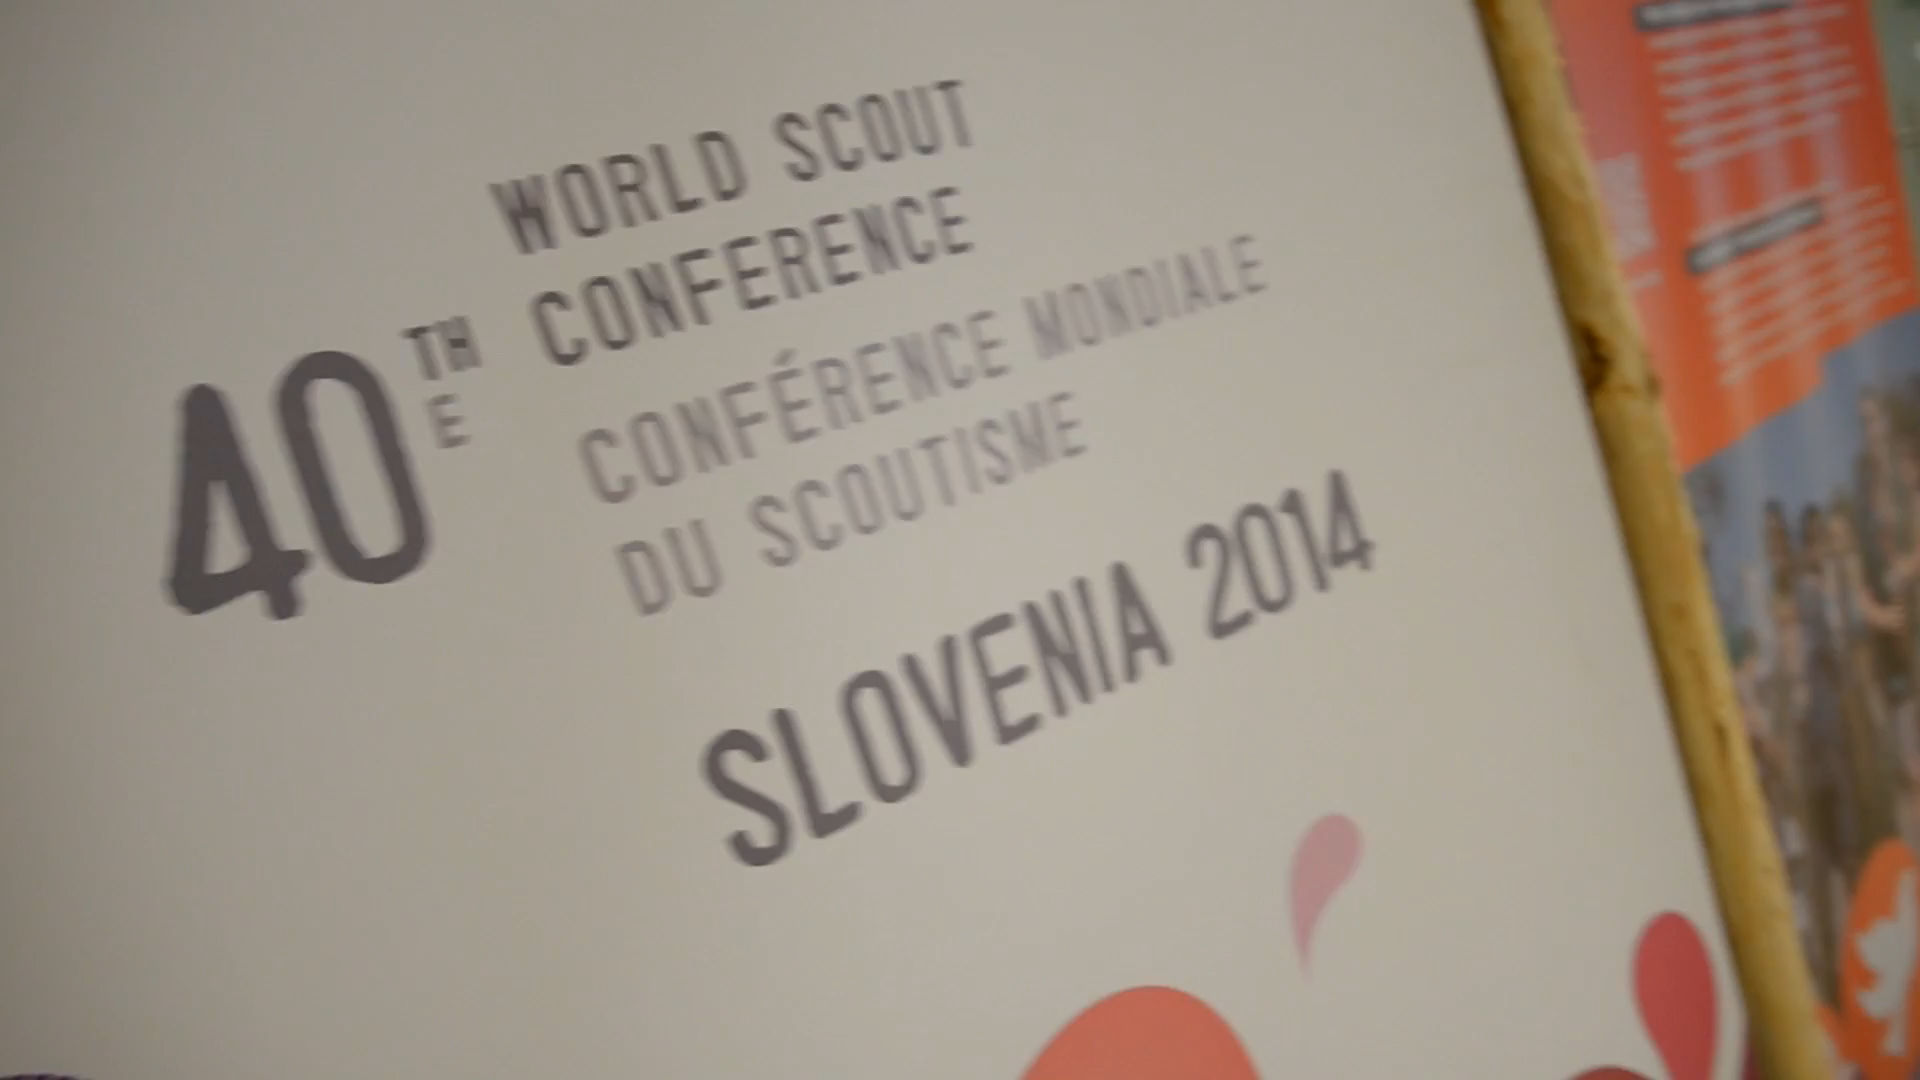 40TH
E
WORLD SCOUT
CONFERENCE
CONFÉRENCE MONDIALE
DU SCOUTISME
SLOVENIA 2014